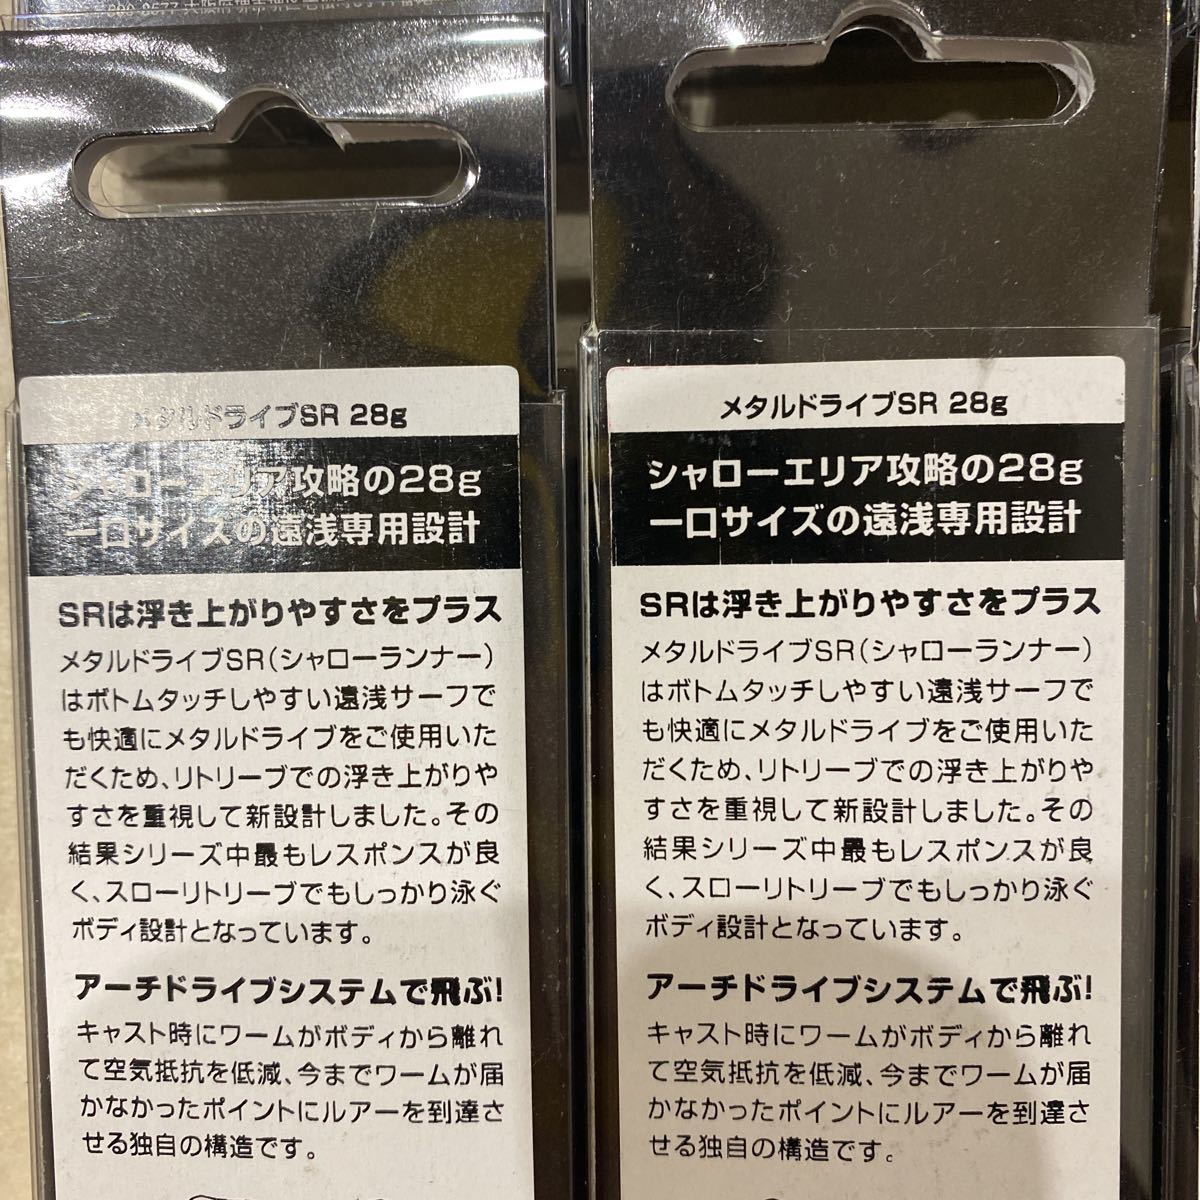 メタルドライブSR 28g
シャローエリア攻略の28g
一口サイズの遠浅専用設計
SRは浮き上がりやすさをプラス
メタルドライブSR（シャローランナー）
はボトムタッチしやすい遠浅サーフで
も快適にメタルドライブをご使用いた
だくため、リトリーブでの浮き上がりや
すさを重視して新設計しました。その
結果シリーズ中最もレスポンスが良
く、スローリトリーブでもしっかり泳ぐ
ボディ設計となっています。
アーチドライブシステムで飛ぶ!
キャスト時にワームがボディから離れ
て空気抵抗を低減、今までワームが届
かなかったポイントにルアーを到達さ
せる独自の構造です。
メタルドライブSR 28g
シャローエリア攻略の28g
一口サイズの遠浅専用設計
SRは浮き上がりやすさをプラス
メタルドライブSR（シャローランナー）
はボトムタッチしやすい遠浅サーフで
も快適にメタルドライブをご使用いた
だくため、リトリーブでの浮き上がりや
すさを重視して新設計しました。その
結果シリーズ中最もレスポンスが良
く、スローリトリーブでもしっかり泳ぐ
ボディ設計となっています。
アーチドライブシステムで飛ぶ!
キャスト時にワームがボディから離れ
て空気抵抗を低減、今までワームが届
かなかったポイントにルアーを到達さ
せる独自の構造です。